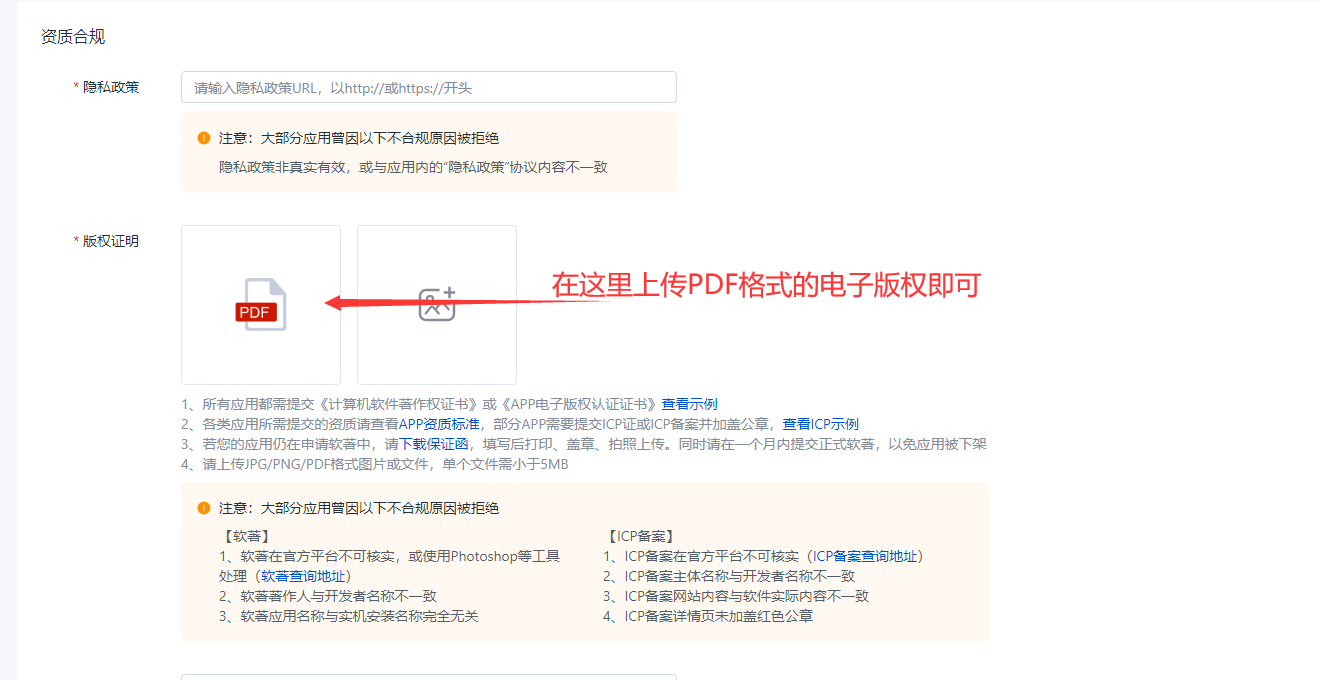 资质合规
* 隐私政策
请输入隐私政策URL，以http://或https://开头
注意：大部分应用曾因以下不合规原因被拒绝
隐私政策非真实有效，或与应用内的“隐私政策”协议内容不一致
* 版权证明
PDF
在这里上传PDF格式的电子版权即可
1、所有应用都需提交《计算机软件著作权证书》或《APP电子版权认证证书》查看示例
2、各类应用所需提交的资质请查看APP资质标准，部分APP需要提交ICP证或ICP备案并加盖公章，查看ICP示例
3、若您的应用仍在申请软著中，请下载保证函，填写后打印、盖章、拍照上传。同时请在一个月内提交正式软著，以免应用被下架
4、请上传JPG/PNG/PDF格式图片或文件，单个文件需小于5MB
注意：大部分应用曾因以下不合规原因被拒绝
【软著】
1、软著在官方平台不可核实，或使用Photoshop等工具
处理（软著查询地址）
2、软著著作人与开发者名称不一致
3、软著应用名称与实机安装名称完全无关
【ICP备案】
1、ICP备案在官方平台不可核实（ICP备案查询地址）
2、ICP备案主体名称与开发者名称不一致
3、ICP备案网站内容与软件实际内容不一致
4、ICP备案详情页未加盖红色公章